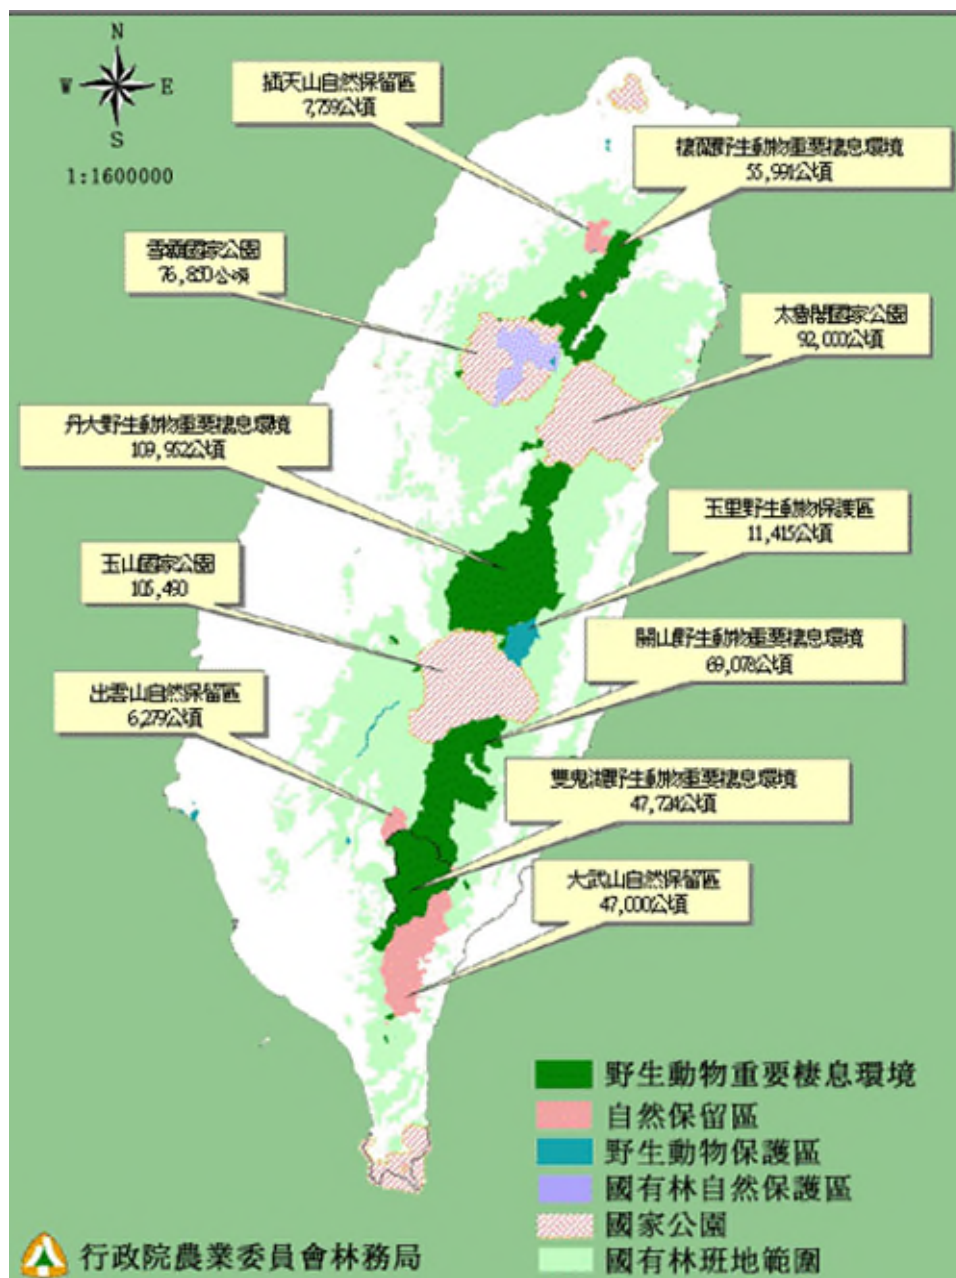 N
W E
S
1:1600000
插天山自然保留區
7,759公頃
棲蘭野生動物重要棲息環境
55,991公頃
雪霸國家公園
76,850公頃
太魯閣國家公園
92,000公頃
丹大野生動物重要棲息環境
109,952公頃
玉里野生動物保護區
11,415公頃
玉山國家公園
105,490
關山野生動物重要棲息環境
69,078公頃
出雲山自然保留區
6,279公頃
雙鬼湖野生動物重要棲息環境
47,724公頃
大武山自然保留區
47,000公頃
野生動物重要棲息環境
自然保留區
野生動物保護區
國有林自然保護區
國家公園
國有林班地範圍
行政院農業委員會林務局